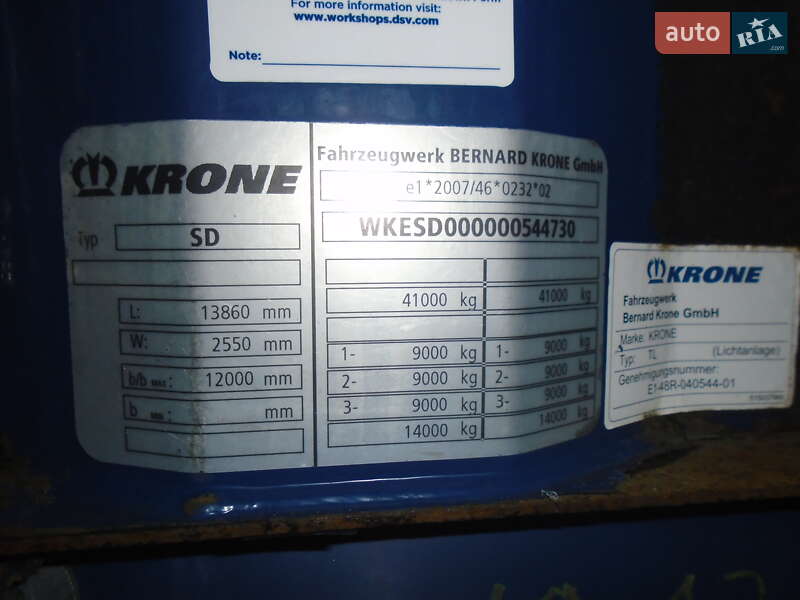 For more information visit:
www.workshops.dsv.com
Note:
auto RIA.com
KRONE
Typ SD
L: 13860 mm
W: 2550 mm
b/b MAX: 12000 mm
b MIN: mm
Fahrzeugwerk BERNARD KRONE GmbH
e1*2007/46*0232*02
WKESD000000544730
41000 kg 41000 kg
1- 9000 kg 1- 9000 kg
2- 9000 kg 2- 9000 kg
3- 9000 kg 3- 9000 kg
14000 kg 14000 kg
KRONE
Fahrzeugwerk
Bernard Krone GmbH
Marke: KRONE
Typ: TL (Lichtanlage)
Genehmigungsnummer:
E148R-040544-01